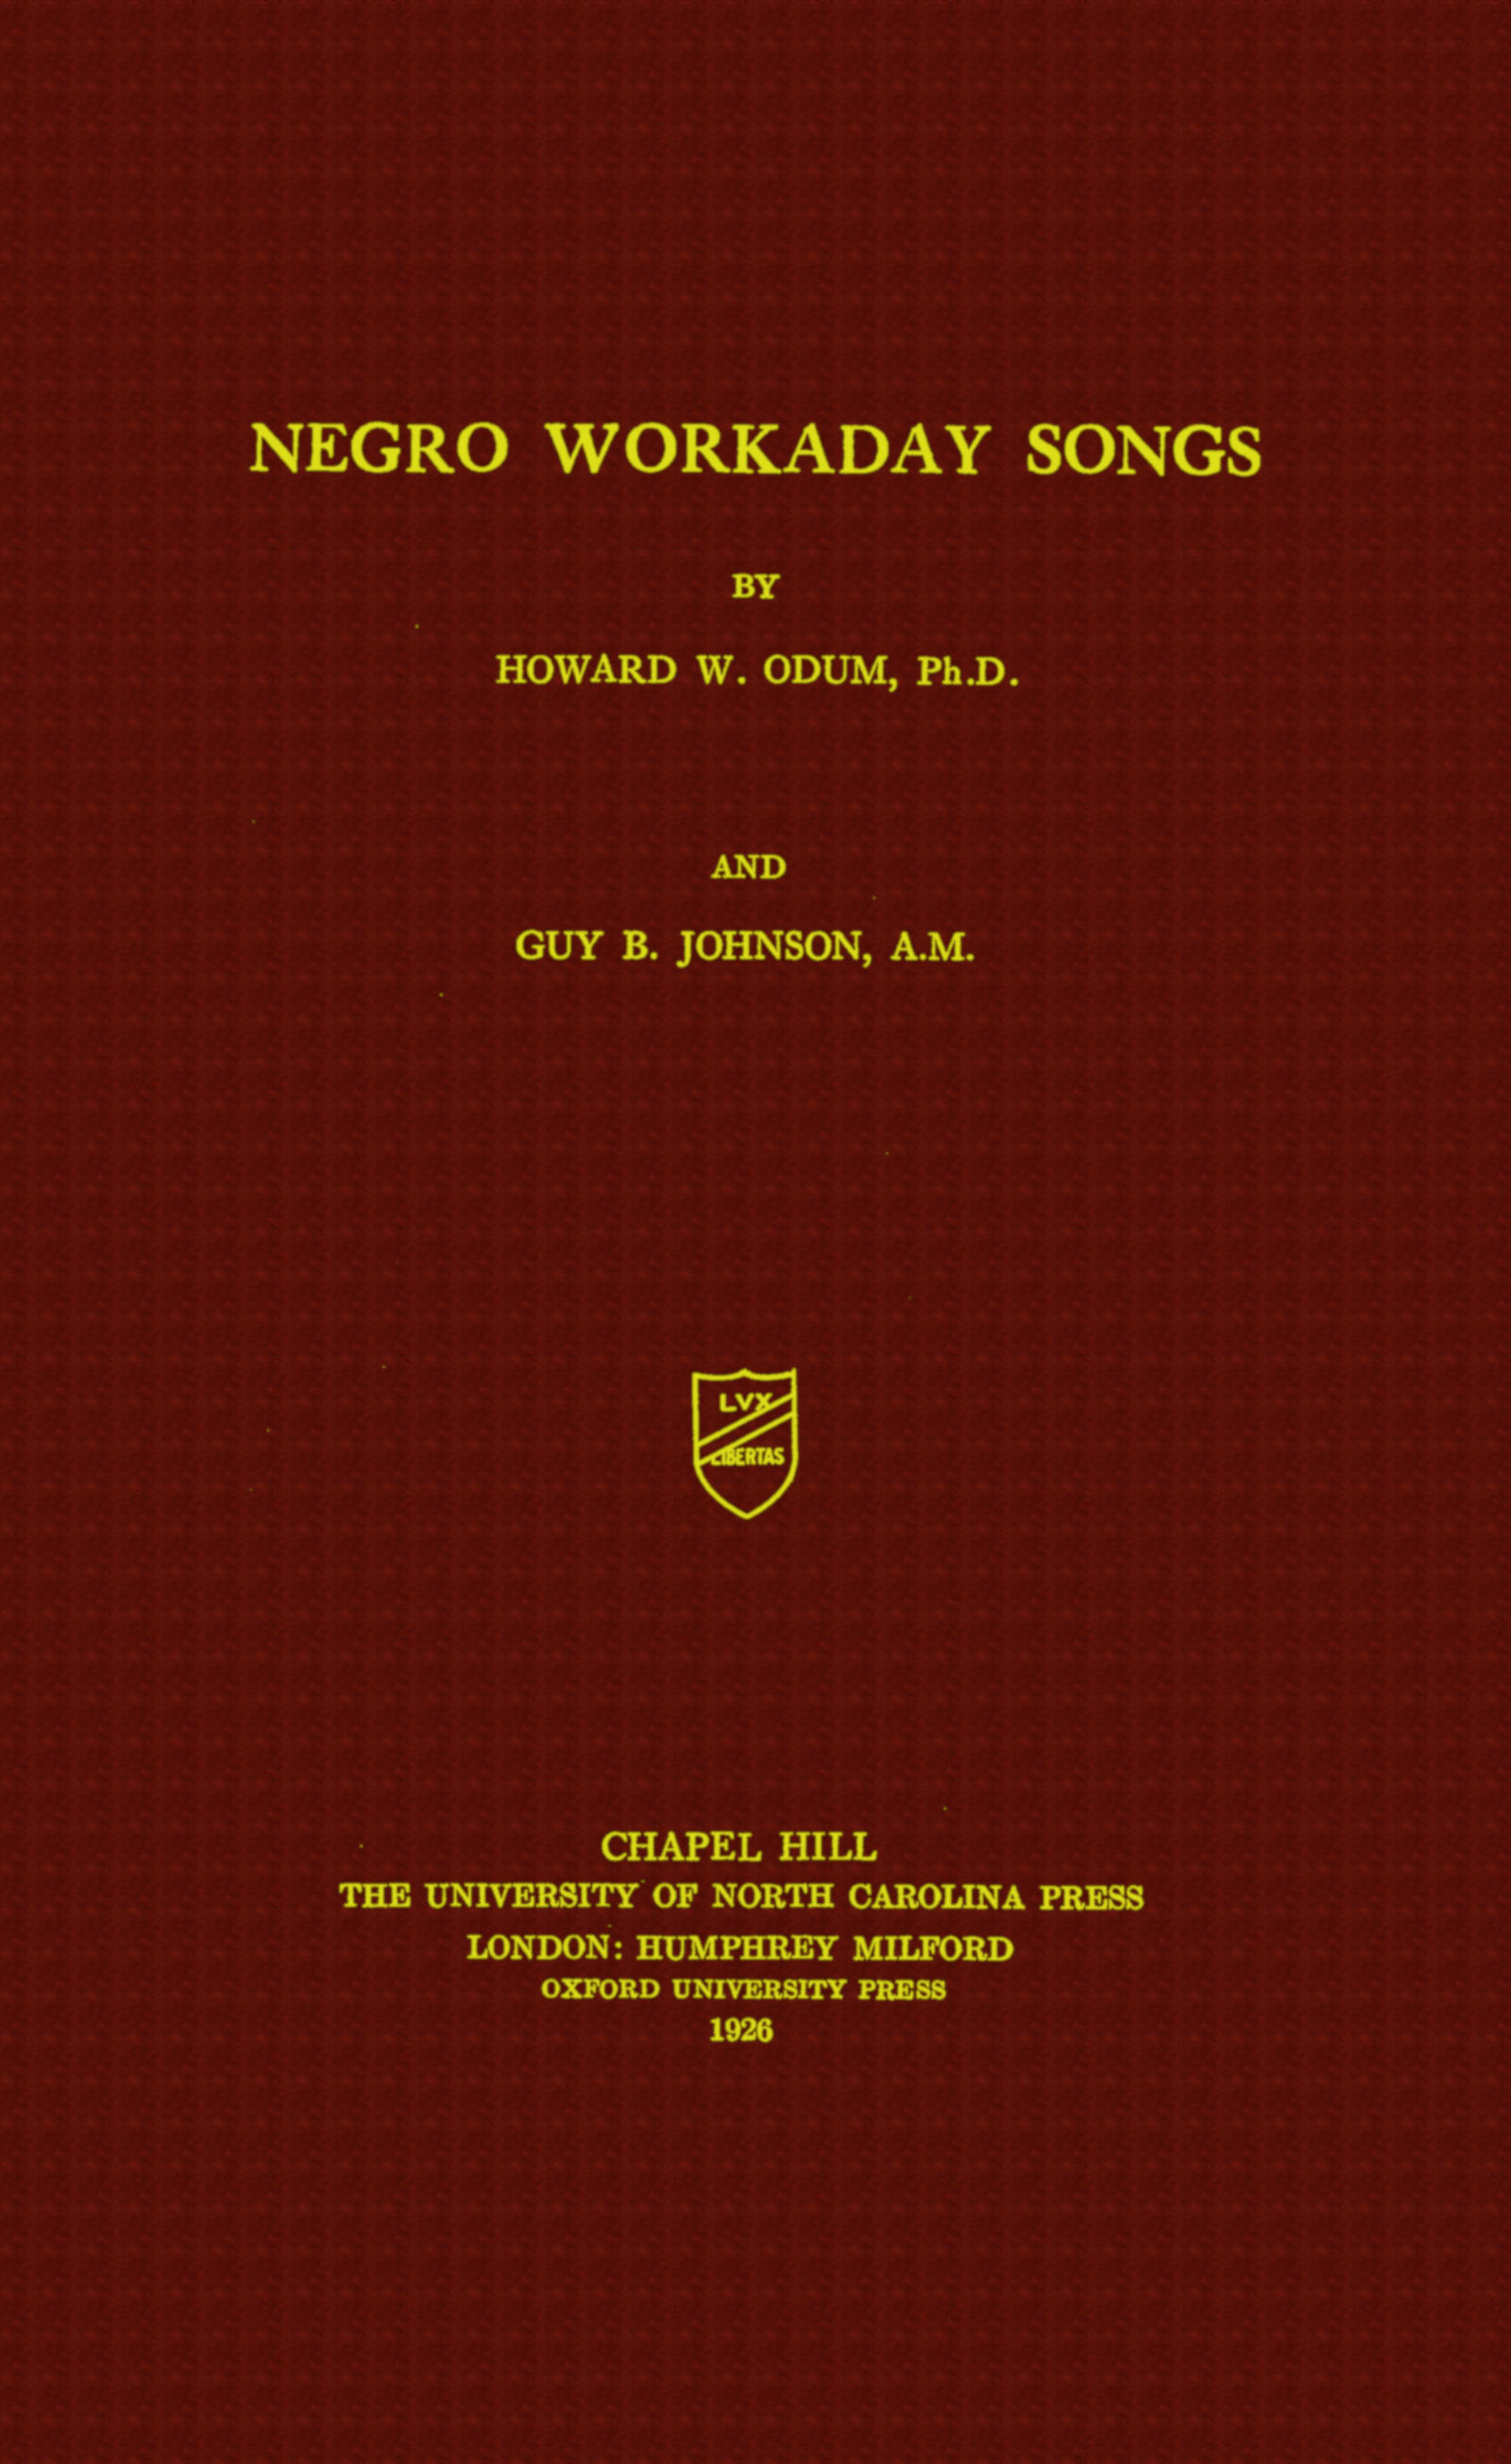 NEGRO WORKADAY SONGS
BY
HOWARD W. ODUM, Ph.D.
AND
GUY B. JOHNSON, A.M.
LVX
LIBERTAS
CHAPEL HILL
THE UNIVERSITY OF NORTH CAROLINA PRESS
LONDON: HUMPHREY MILFORD
OXFORD UNIVERSITY PRESS
1926